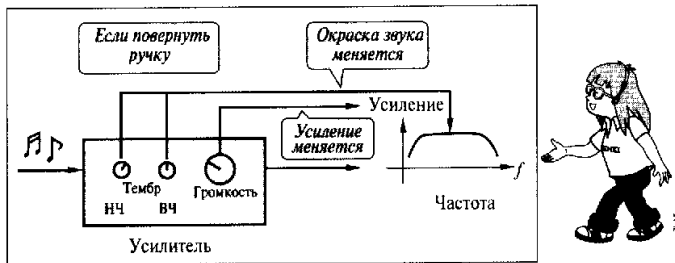 Если повернуть
ручку
Окраска звука
меняется
Усиление
Усиление
меняется
Тембр
Громкость
НЧ
ВЧ
f
Частота
Усилитель